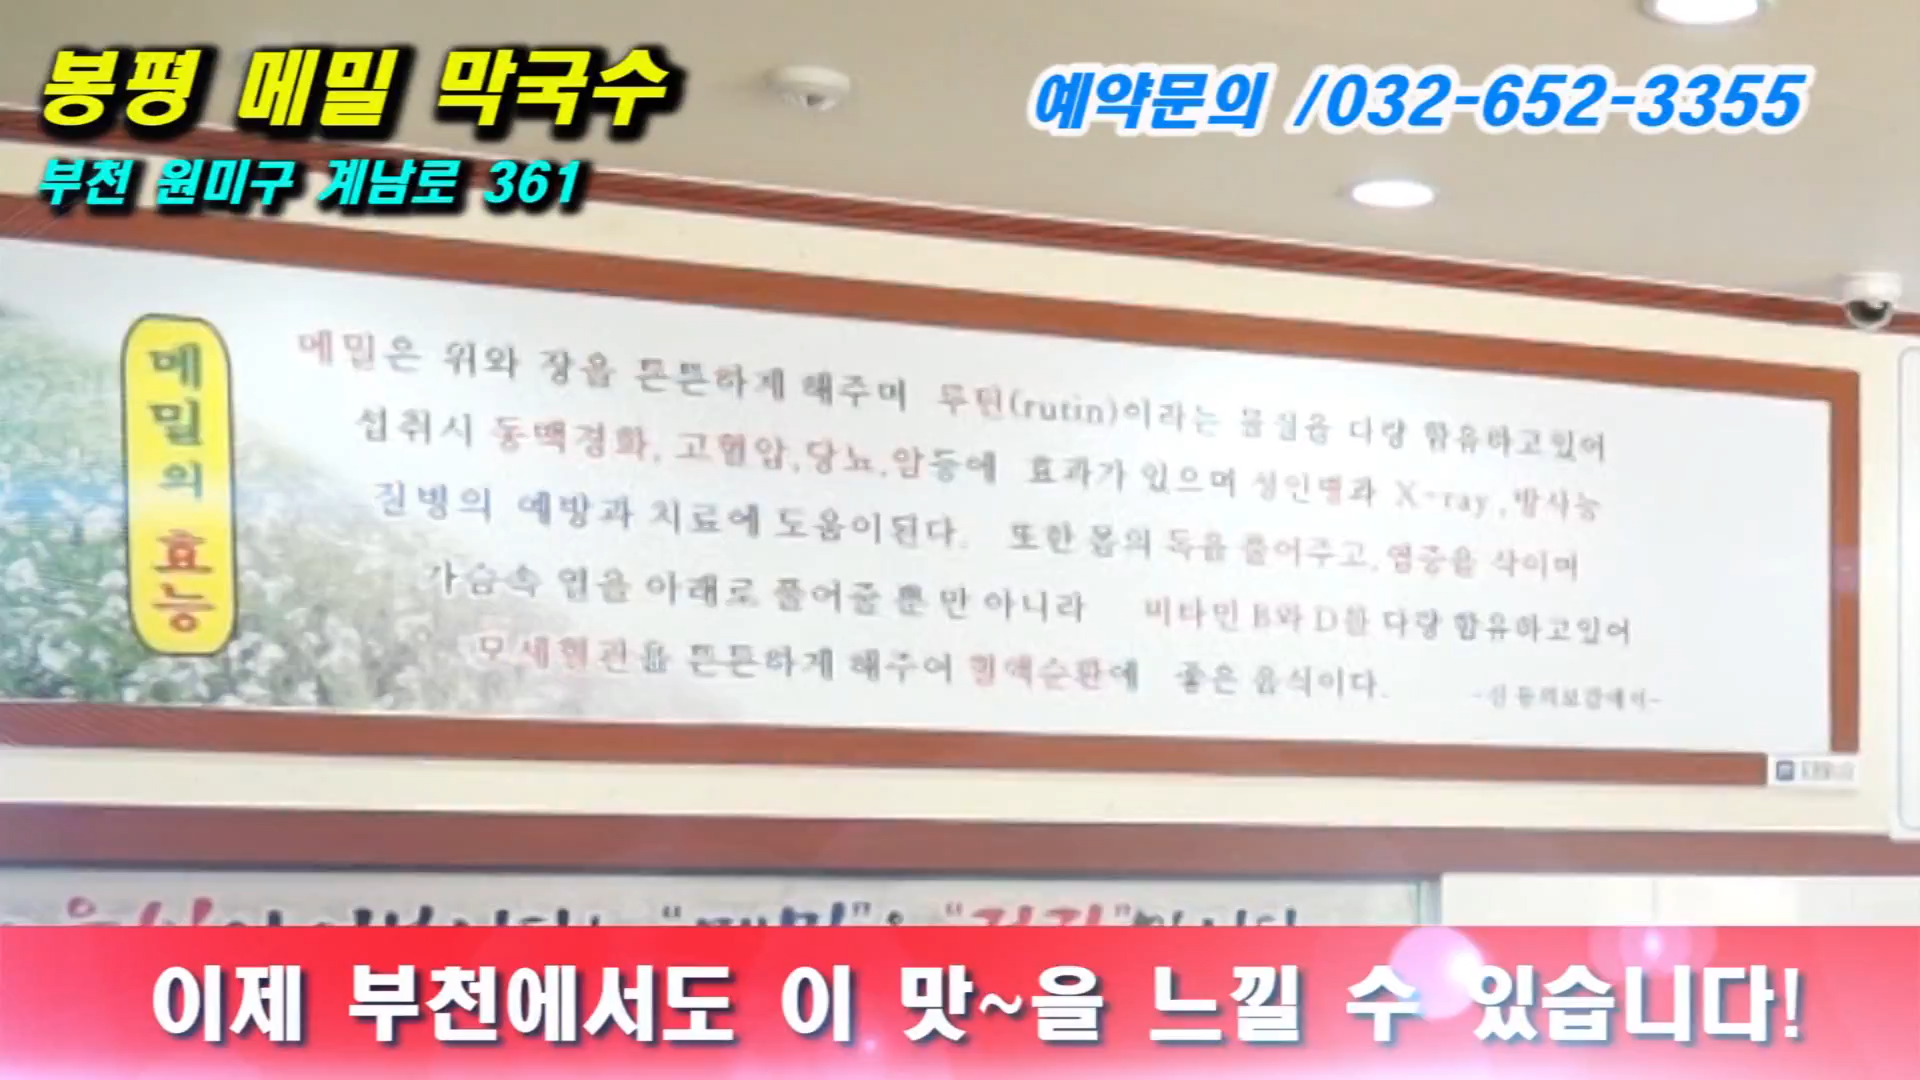 봉평 메밀 막국수
부천 원미구 계남로 361
예약문의 /032-652-3355
메밀의 효능
메밀은 위와 장을 튼튼하게 해주며 루틴(rutin)이라는 물질을 다량 함유하고있어
섭취시 동맥경화, 고혈압,당뇨,암등에 효과가 있으며 성인병과 X-ray,방사능
질병의 예방과 치료에 도움이된다. 또한 몸의 독을 풀어주고,염증을 삭이며
가슴속 열을 아래로 풀어줄 뿐만 아니라 비타민 B와 D를 다량 함유하고있어
모세혈관을 튼튼하게 해주어 혈액순환에 좋은 음식이다.
동의보감에서-
이제 부천에서도 이 맛~을 느낄 수 있습니다!